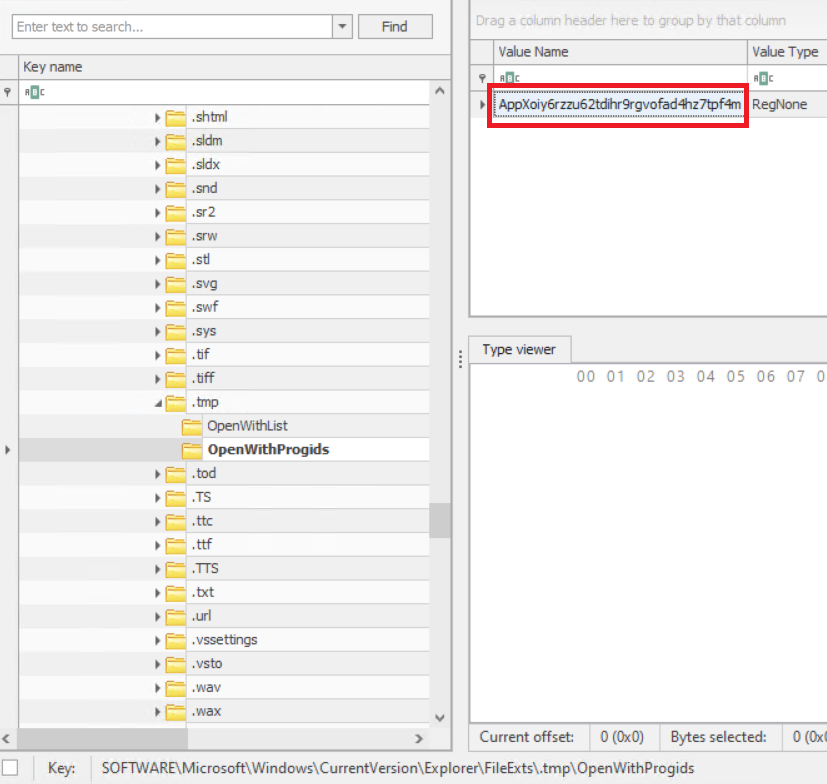 Enter text to search...
Find
Key name
.shtml
.sldm
.sldx
.snd
.sr2
.srw
.stl
.svg
.swf
.sys
.tif
.tiff
.tmp
OpenWithList
OpenWithProgids
.tod
.TS
.ttc
.ttf
.TTS
.txt
.url
.vssettings
.vsto
.wav
.wax
Drag a column header here to group by that column
Value Name Value Type
AppXoiy6rzzu62tdihr9rgvofad4hz7tpf4m RegNone
Type viewer
00 01 02 03 04 05 06 07
Current offset: 0 (0x0) Bytes selected:
Key: SOFTWARE\Microsoft\Windows\CurrentVersion\Explorer\FileExts\.tmp\OpenWithProgids